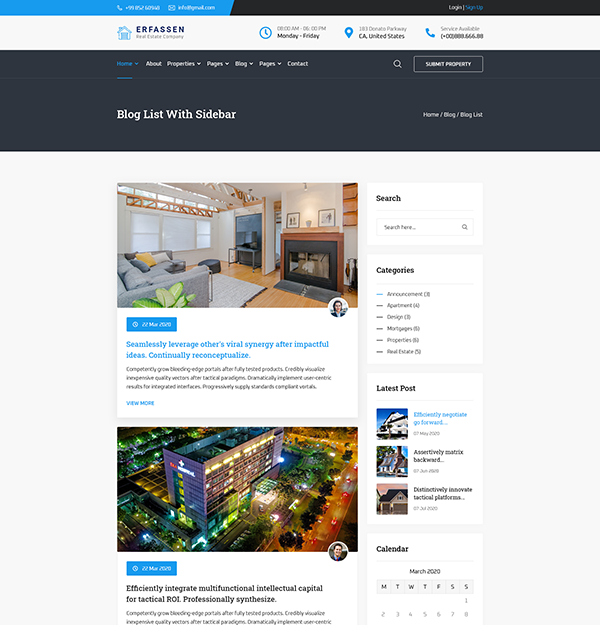 +99 852 60948
info@gmail.com
Login | Sign Up
ERFASSEN
Real Estate Company
08:00 AM - 06: 00 PM
Monday - Friday
183 Donato Parkway
CA, United States
Service Available
(+00)888.666.88
Home
About
Properties
Pages
Blog
Pages
Contact
SUBMIT PROPERTY
Blog List With Sidebar
Home / Blog / Blog List
22 Mar 2020
Seamlessly leverage other's viral synergy after impactful
ideas. Continually reconceptualize.
Competently grow bleeding-edge portals after fully tested products. Credibly visualize
inexpensive quality vectors after tactical paradigms. Dramatically implement user-centric
results for integrated interfaces. Progressively supply standards compliant vortals.
VIEW MORE
22 Mar 2020
Efficiently integrate multifunctional intellectual capital
for tactical ROI. Professionally synthesize.
Competently grow bleeding-edge portals after fully tested products. Credibly visualize
inexpensive quality vectors after tactical paradigms. Dramatically implement user-centric
Search
Search here...
Categories
Announcement (3)
Apartment (4)
Design (3)
Mortgages (6)
Properties (6)
Real Estate (5)
Latest Post
Efficiently negotiate
go forward....
07 May 2020
Assertively matrix
backward...
07 Jun 2020
Distinctively innovate
tactical platforms...
07 Jul 2020
Calendar
March 2020
M T W T F S S
1
2 3 4 5 6 7 8